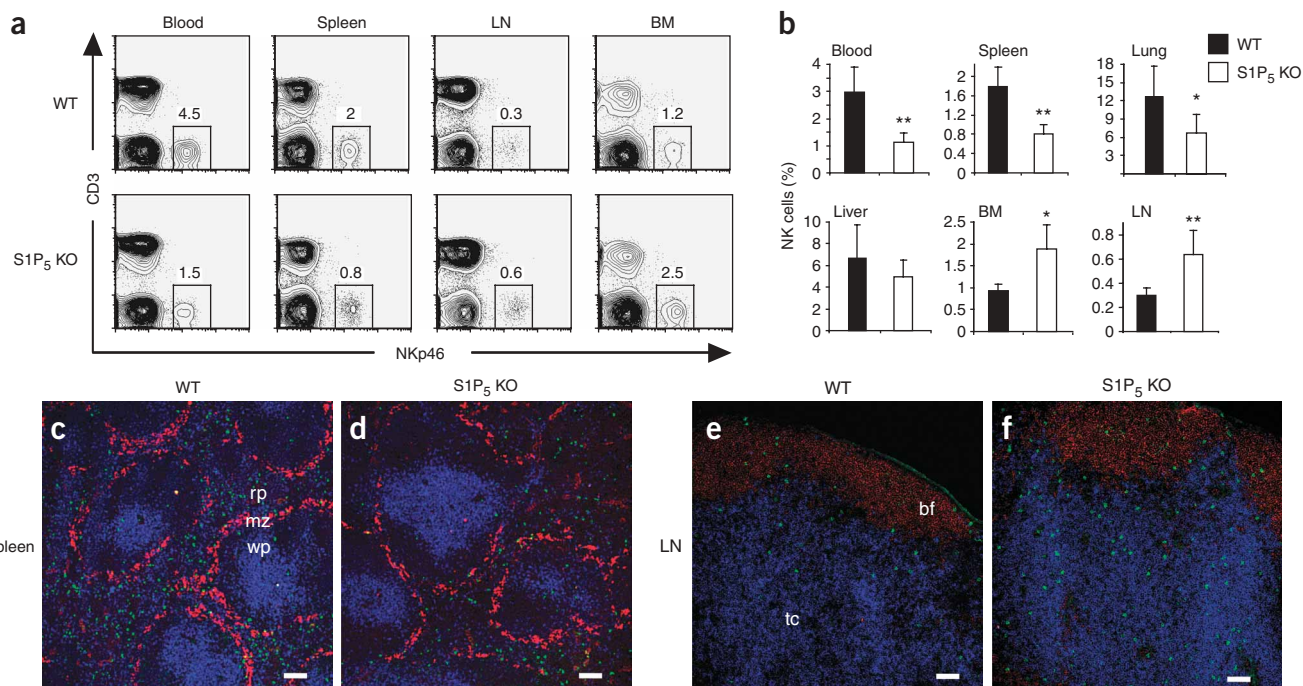 a
Blood Spleen LN BM
WT
4.5 2 0.3 1.2
CD3
S1P5 KO
1.5 0.8 0.6 2.5
NKp46
b
WT
S1P5 KO
NK cells (%)
Blood
4
3
2
1
0
**
Spleen
2
1.6
1.2
0.8
0.4
0
**
Lung
18
15
12
9
6
3
*
Liver
10
8
6
4
2
0
BM
2.5
2
1.5
1
0.5
0
*
LN
0.8
0.6
0.4
0.2
0
**
WT S1P5 KO WT S1P5 KO
c
rp
mz
wp
d
e
bf
tc
f
pleen
LN